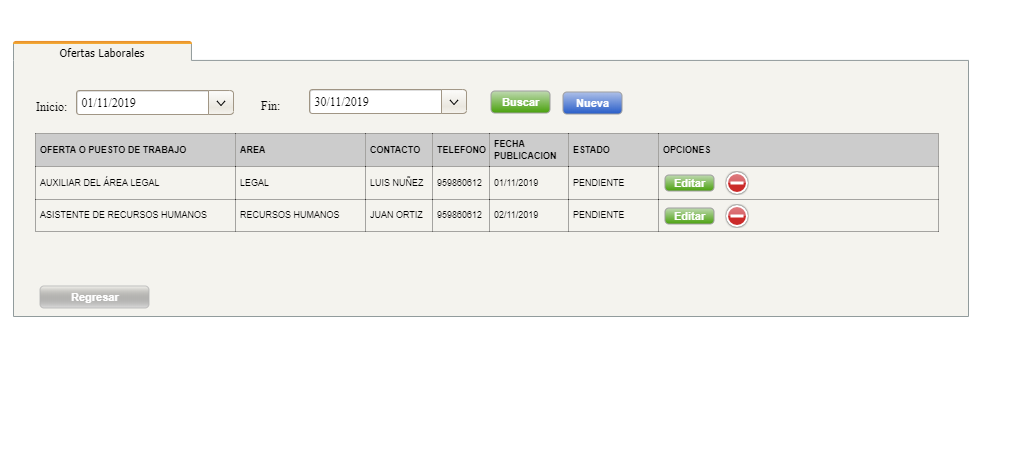 Ofertas Laborales
Inicio: 01/11/2019 Fin: 30/11/2019 Buscar Nueva
OFERTA O PUESTO DE TRABAJO AREA CONTACTO TELEFONO FECHA PUBLICACION ESTADO OPCIONES
AUXILIAR DEL ÁREA LEGAL LEGAL LUIS NUÑEZ 959860612 01/11/2019 PENDIENTE Editar
ASISTENTE DE RECURSOS HUMANOS RECURSOS HUMANOS JUAN ORTIZ 959860612 02/11/2019 PENDIENTE Editar
Regresar